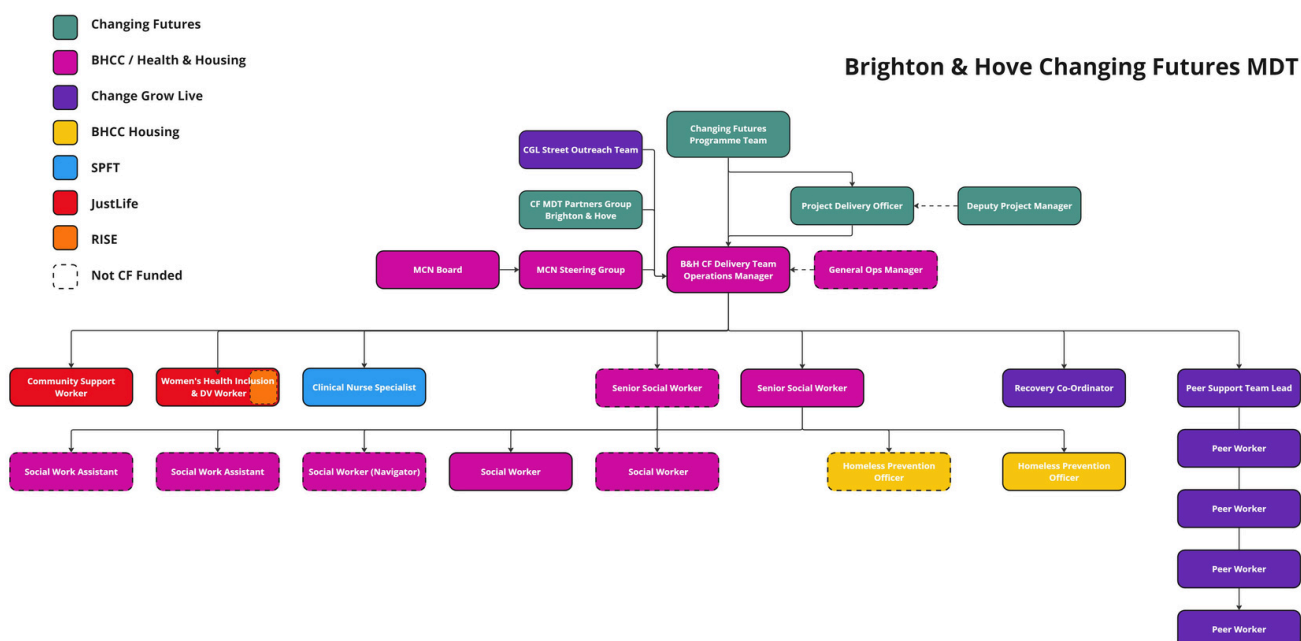 Changing Futures
BHCC / Health & Housing
Change Grow Live
BHCC Housing
SPFT
JustLife
RISE
Not CF Funded
Brighton & Hove Changing Futures MDT
Changing Futures
Programme Team
CGL Street Outreach Team
CF MDT Partners Group
Brighton & Hove
Project Delivery Officer
Deputy Project Manager
MCN Board
MCN Steering Group
B&H CF Delivery Team
Operations Manager
General Ops Manager
Community Support
Worker
Women's Health Inclusion
& DV Worker
Clinical Nurse Specialist
Senior Social Worker
Senior Social Worker
Recovery Co-Ordinator
Peer Support Team Lead
Social Work Assistant
Social Work Assistant
Social Worker (Navigator)
Social Worker
Social Worker
Homeless Prevention
Officer
Homeless Prevention
Officer
Peer Worker
Peer Worker
Peer Worker
Peer Worker